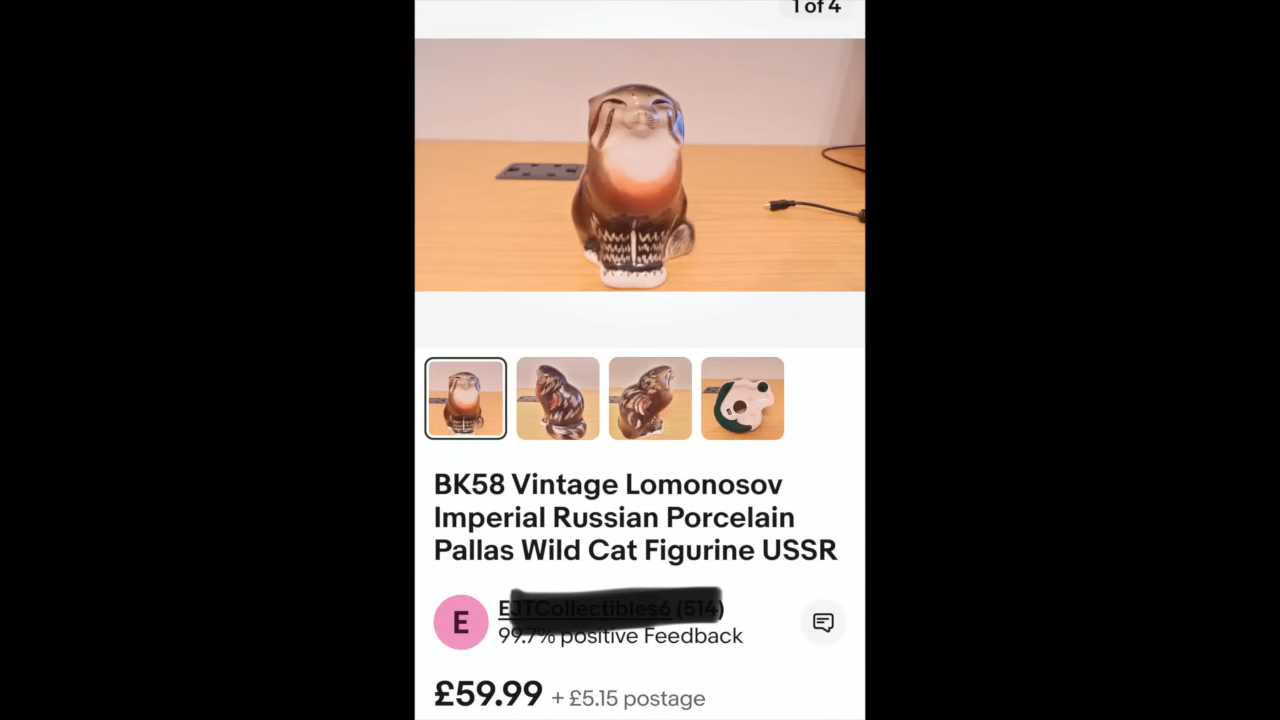 1 of 4
BK58 Vintage Lomonosov
Imperial Russian Porcelain
Pallas Wild Cat Figurine USSR
E
99.7% positive Feedback
£59.99 + £5.15 postage